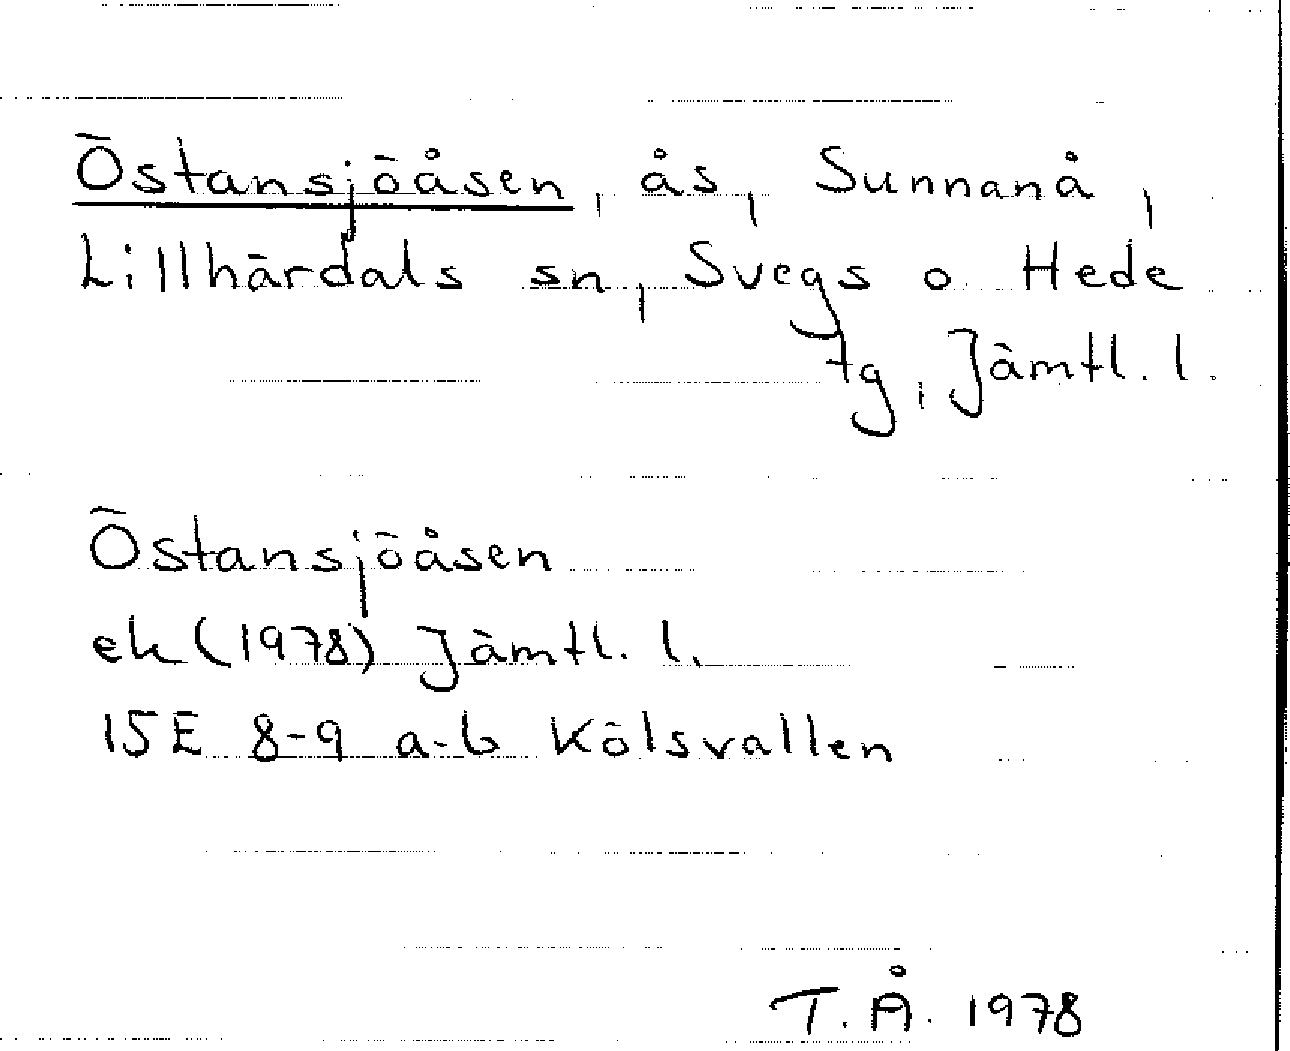 Östansjöåsen, ås, Sunnanå,
Lillhärdals sn, Svegs o Hede
tg, Jämtl. l.
Östansjöåsen
ek (1978) Jämtl. l.
15E 8-9 a-b Kölsvallen
T.Å. 1978